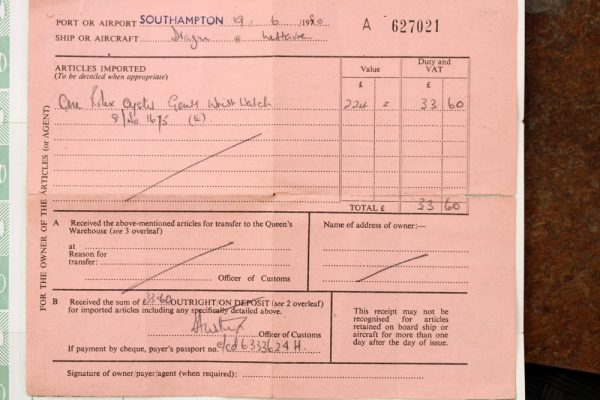 PORT OR AIRPORT SOUTHAMPTON 19 6 19 A 627021
SHIP OR AIRCRAFT @
ARTICLES IMPORTED Value Duty and VAT
(To be detailed when appropriate) £ £
One Rolex Oyster Gents Wrist Watch 224 = 33 60
S/No 1675 (E)
TOTAL £ 33 60
FOR THE OWNER OF THE ARTICLES (or AGENT)
A Received the above-mentioned articles for transfer to the Queen's Warehouse (see 3 overleaf)
at
Reason for transfer:
Officer of Customs
Name of address of owner:—
B Received the sum of £ 33-60 OUTRIGHT/ON DEPOSIT (see 2 overleaf)
for imported articles including any specifically detailed above.
Officer of Customs
If payment by cheque, payer's passport no. 633624 H.
This receipt may not be
recognised for articles
retained on board ship or
aircraft for more than one
day after the day of issue.
Signature of owner/payer/agent (when required):